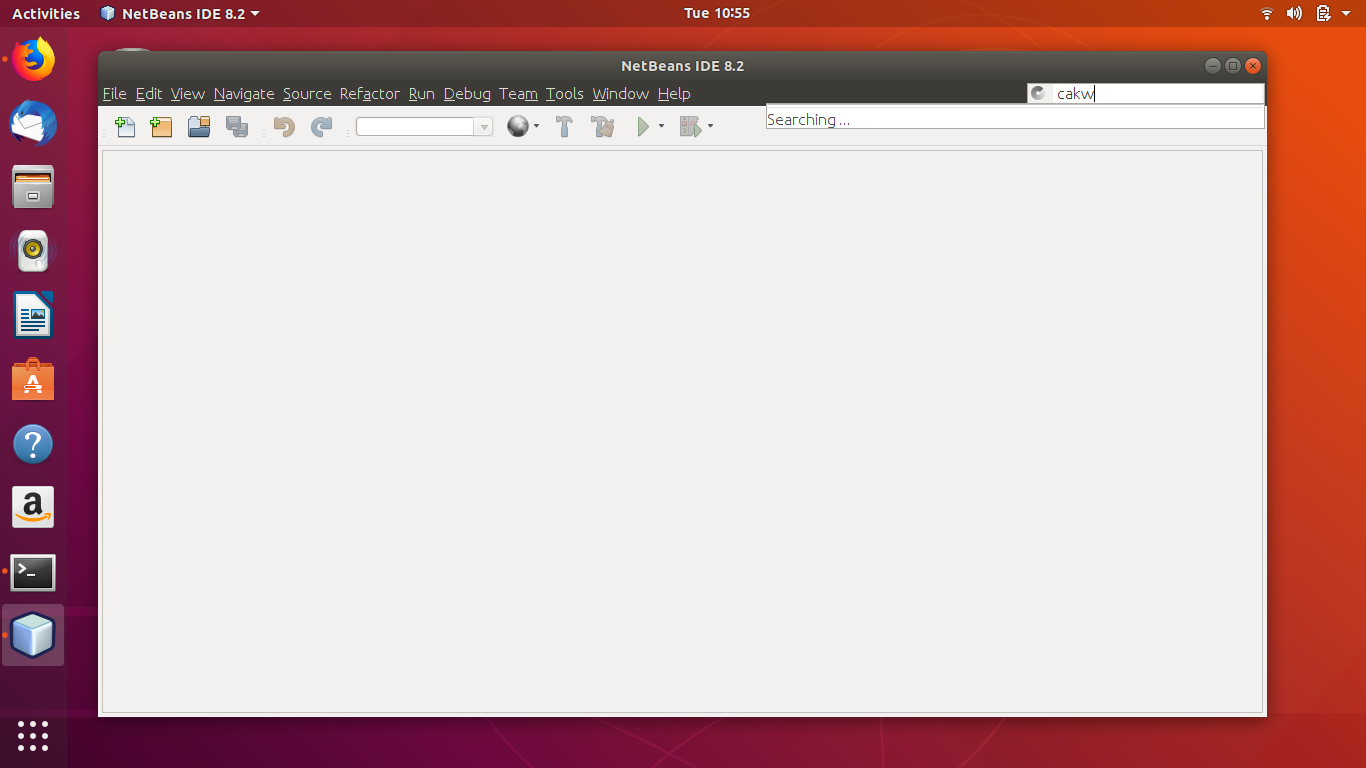 Activities
NetBeans IDE 8.2
Tue 10:55
NetBeans IDE 8.2
File Edit View Navigate Source Refactor Run Debug Team Tools Window Help
cakw
Searching ...